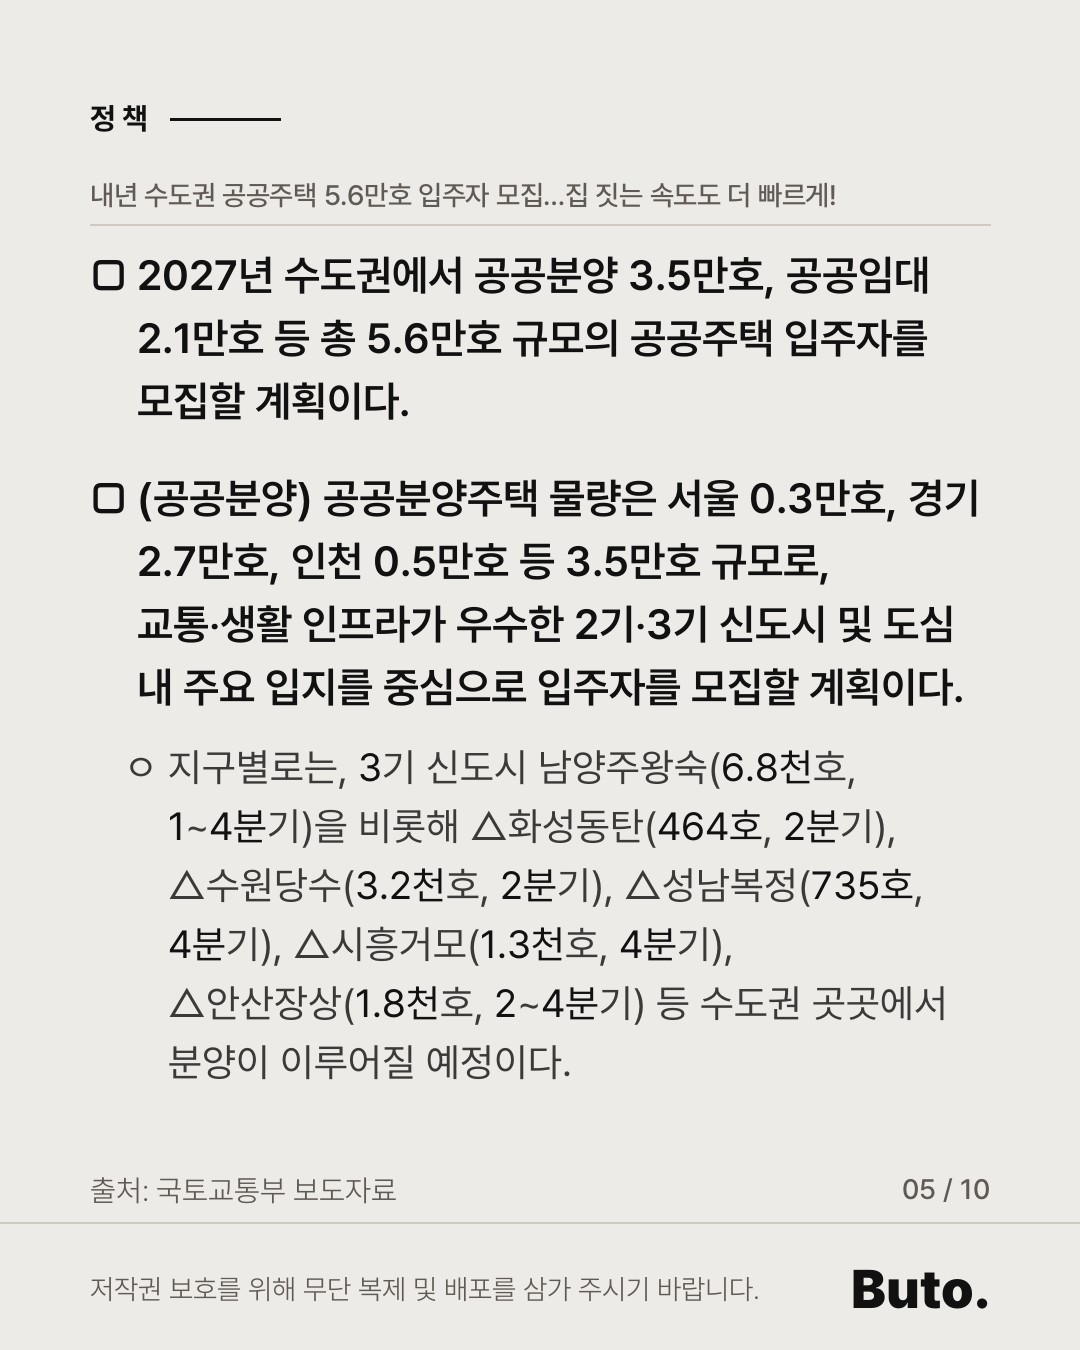 정책
내년 수도권 공공주택 5.6만호 입주자 모집...집 짓는 속도도 더 빠르게!
□ 2027년 수도권에서 공공분양 3.5만호, 공공임대
2.1만호 등 총 5.6만호 규모의 공공주택 입주자를
모집할 계획이다.
□ (공공분양) 공공분양주택 물량은 서울 0.3만호, 경기
2.7만호, 인천 0.5만호 등 3.5만호 규모로,
교통·생활 인프라가 우수한 2기·3기 신도시 및 도심
내 주요 입지를 중심으로 입주자를 모집할 계획이다.
ㅇ 지구별로는, 3기 신도시 남양주왕숙(6.8천호,
1~4분기)을 비롯해 △화성동탄(464호, 2분기),
△수원당수(3.2천호, 2분기), △성남복정(735호,
4분기), △시흥거모(1.3천호, 4분기),
△안산장상(1.8천호, 2~4분기) 등 수도권 곳곳에서
분양이 이루어질 예정이다.
출처: 국토교통부 보도자료
05 / 10
저작권 보호를 위해 무단 복제 및 배포를 삼가 주시기 바랍니다.
Buto.